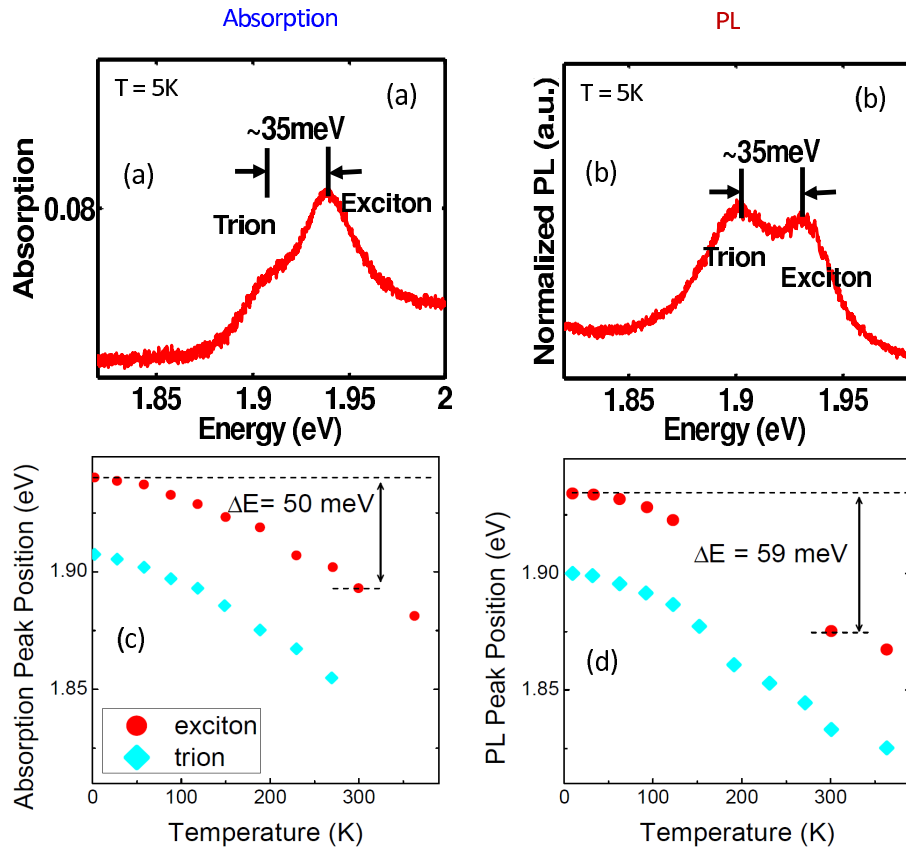 Absorption
PL
T = 5K
(a)
~35meV
(a)
Trion
Exciton
0.08
Absorption
1.85
1.9
1.95
2
Energy (eV)
T = 5K
(b)
~35meV
(b)
Trion
Exciton
Normalized PL (a.u.)
1.85
1.9
1.95
Energy (eV)
ΔE = 50 meV
1.90
1.85
(c)
exciton
trion
Absorption Peak Position (eV)
0
100
200
300
Temperature (K)
ΔE = 59 meV
1.90
1.85
(d)
PL Peak Position (eV)
0
100
200
300
Temperature (K)